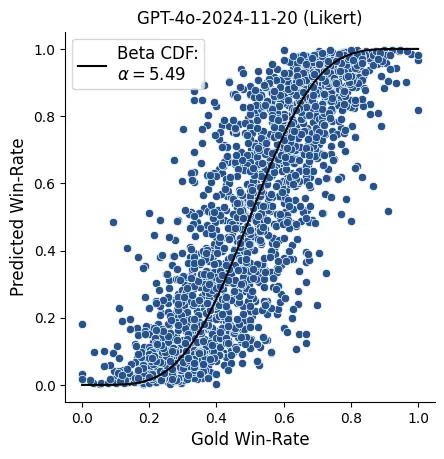 GPT-4o-2024-11-20 (Likert)
Beta CDF:
α = 5.49
Predicted Win-Rate
1.0
0.8
0.6
0.4
0.2
0.0
0.0 0.2 0.4 0.6 0.8 1.0
Gold Win-Rate